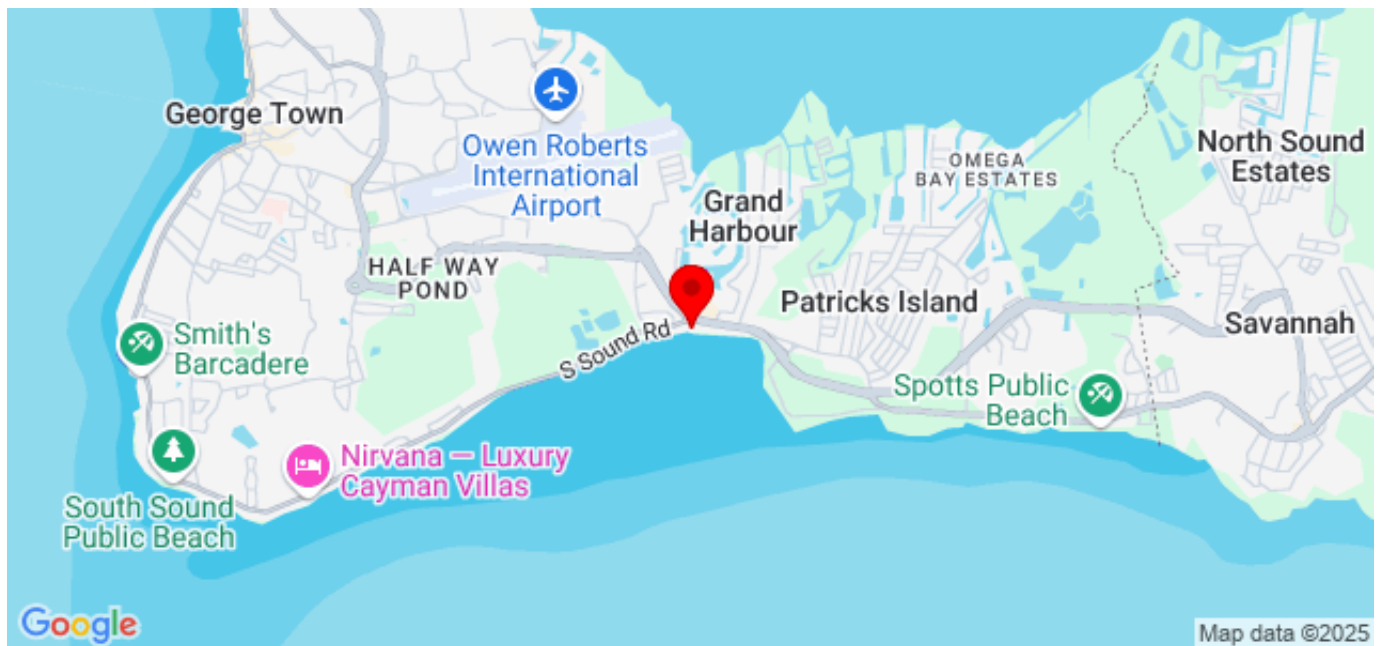 George Town
Owen Roberts
International
Airport
OMEGA
BAY ESTATES
North Sound
Estates
Grand
Harbour
HALF WAY
POND
Patricks Island
Savannah
Smith's
Barcadere
S Sound Rd
Spotts Public
Beach
Nirvana — Luxury
Cayman Villas
South Sound
Public Beach
Google
Map data ©2025